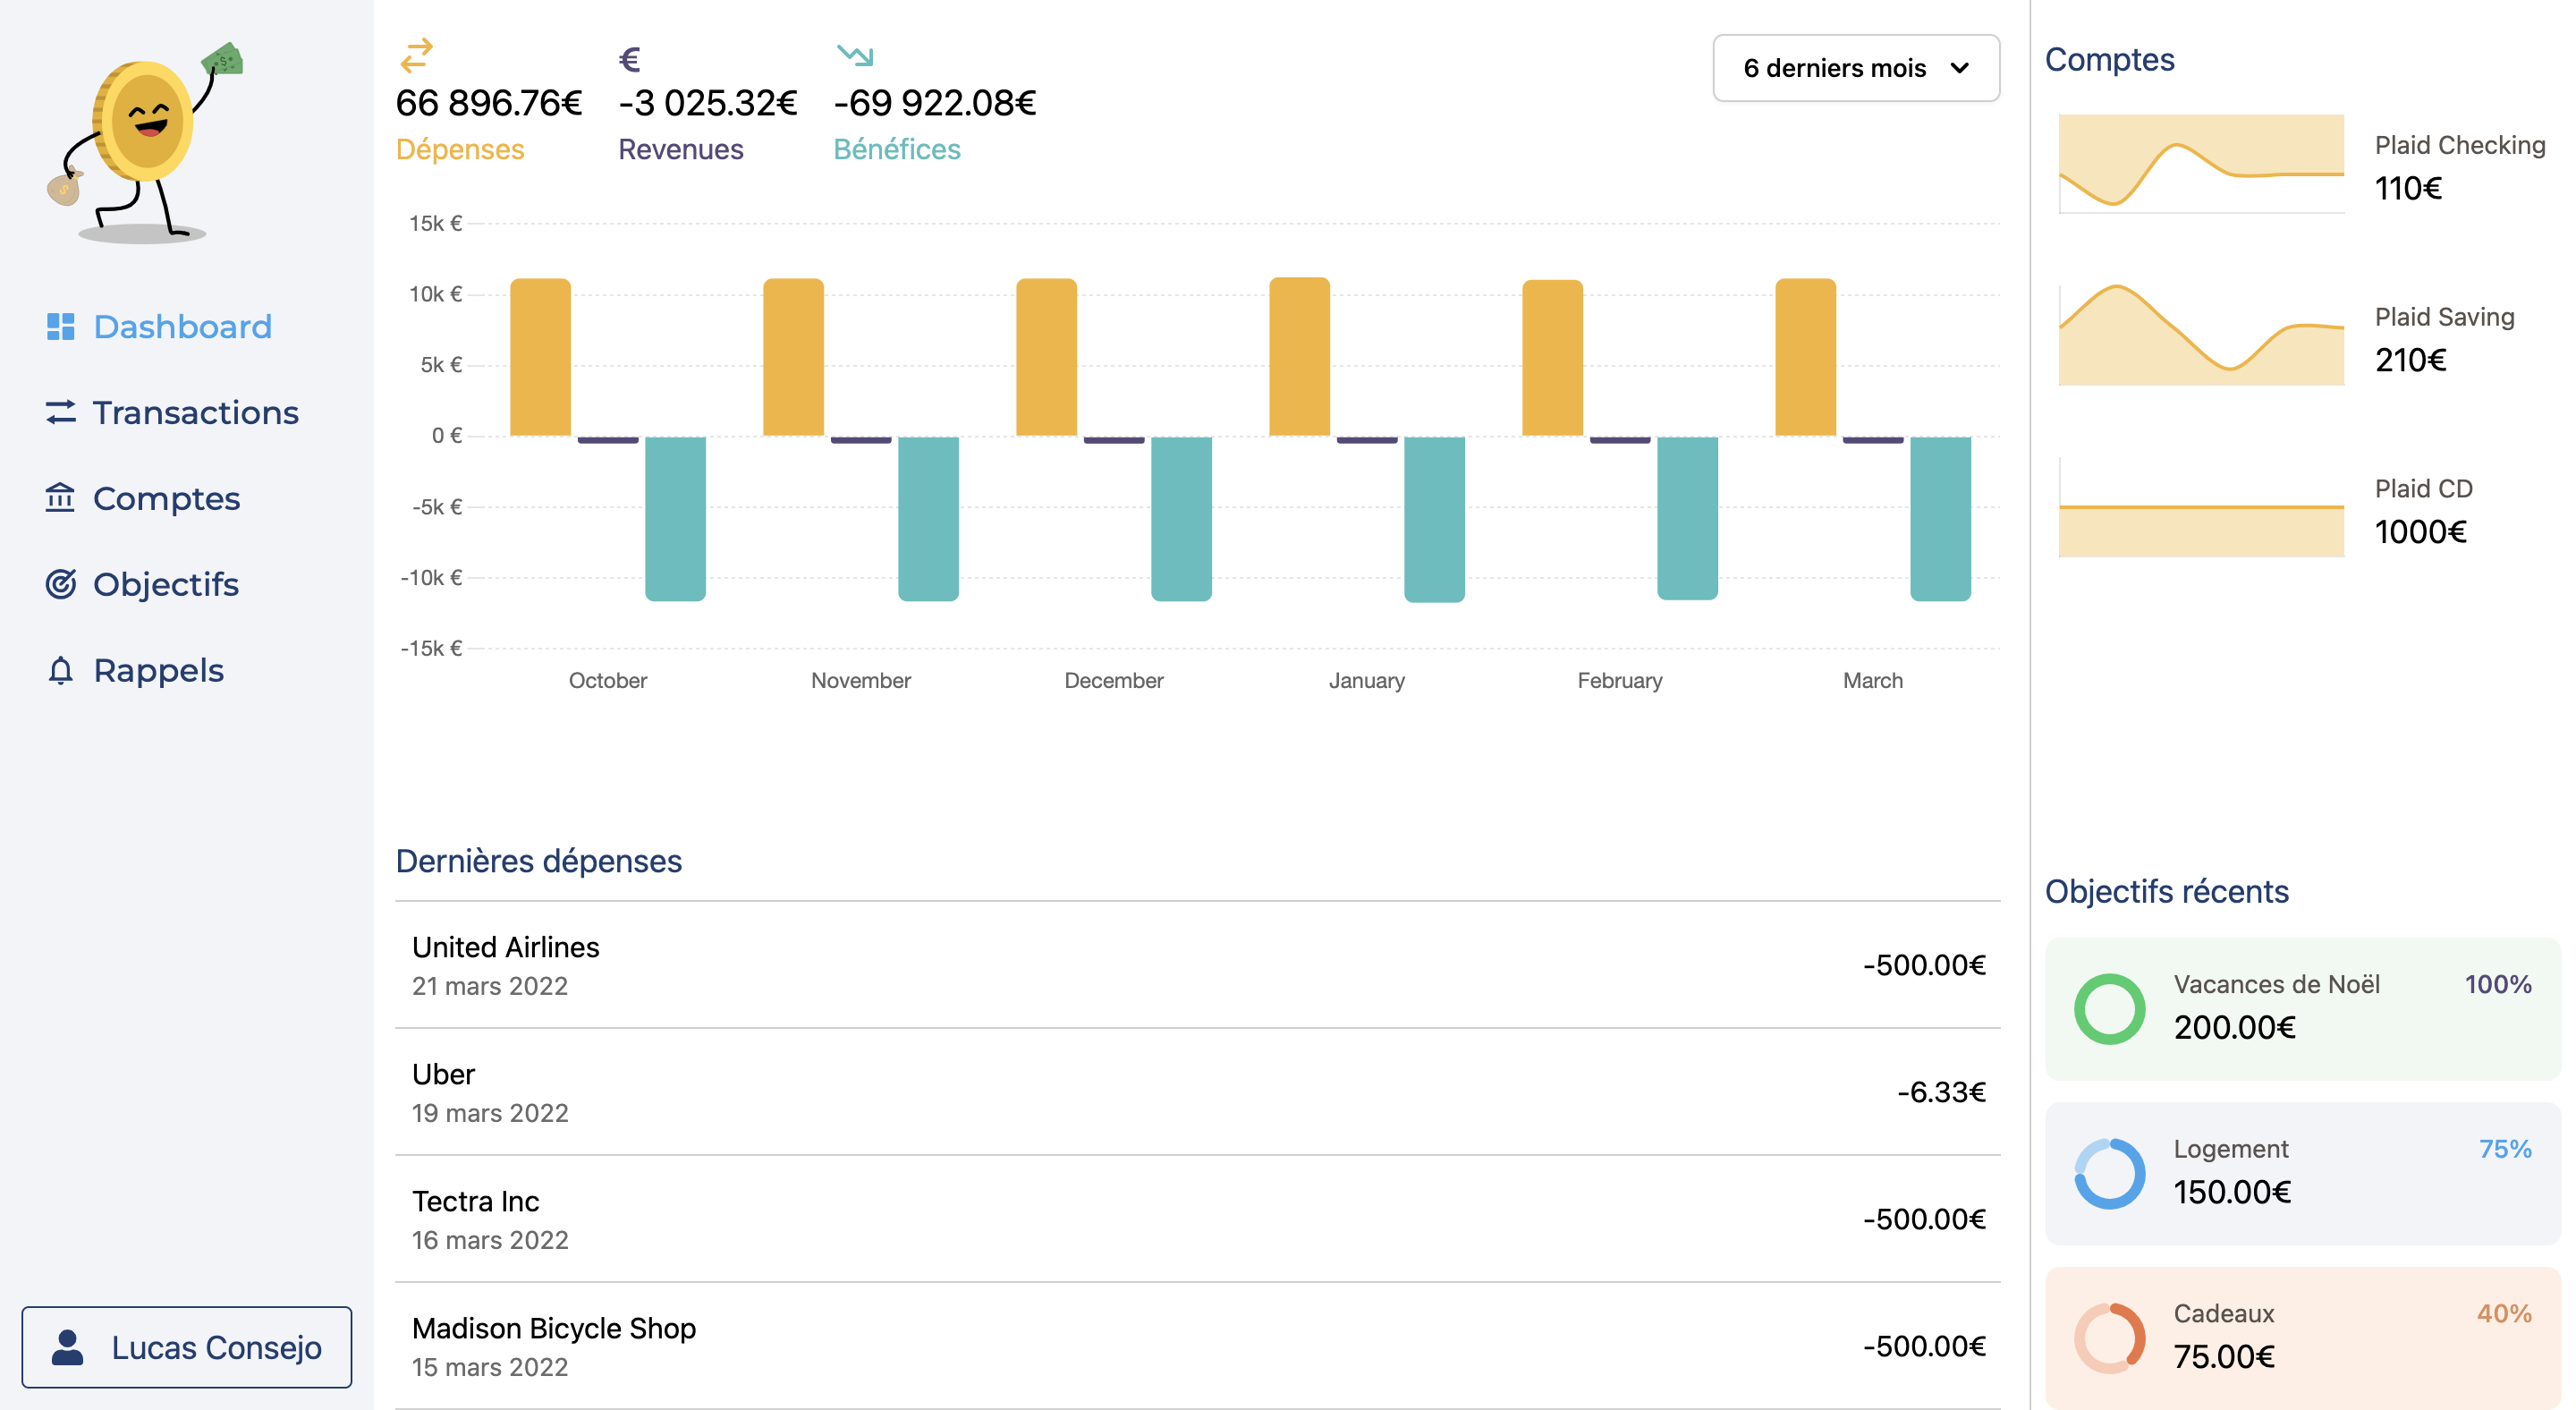 Dashboard
Transactions
Comptes
Objectifs
Rappels
Lucas Consejo
66 896.76€
Dépenses
€
-3 025.32€
Revenues
-69 922.08€
Bénéfices
6 derniers mois
15k €
10k €
5k €
0 €
-5k €
-10k €
-15k €
October November December January February March
Dernières dépenses
United Airlines
21 mars 2022
-500.00€
Uber
19 mars 2022
-6.33€
Tectra Inc
16 mars 2022
-500.00€
Madison Bicycle Shop
15 mars 2022
-500.00€
Comptes
Plaid Checking
110€
Plaid Saving
210€
Plaid CD
1000€
Objectifs récents
Vacances de Noël 100%
200.00€
Logement 75%
150.00€
Cadeaux 40%
75.00€